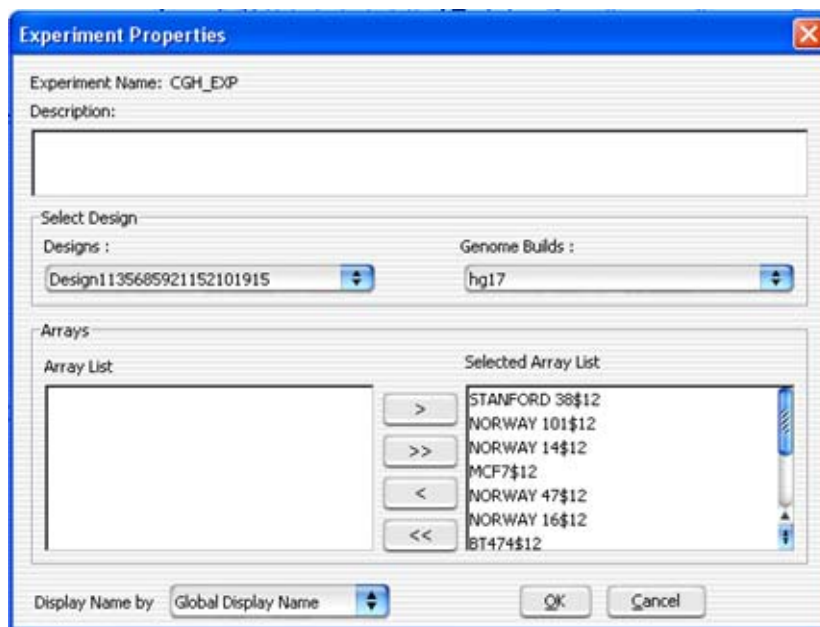 Experiment Properties
Experiment Name: CGH_EXP
Description:
Select Design
Designs :
Genome Builds :
Design1135685921152101915
hg17
Arrays
Array List
Selected Array List
>
>>
<
<<
STANFORD 38$12
NORWAY 101$12
NORWAY 14$12
MCF7$12
NORWAY 47$12
NORWAY 16$12
BT474$12
Display Name by
Global Display Name
OK
Cancel